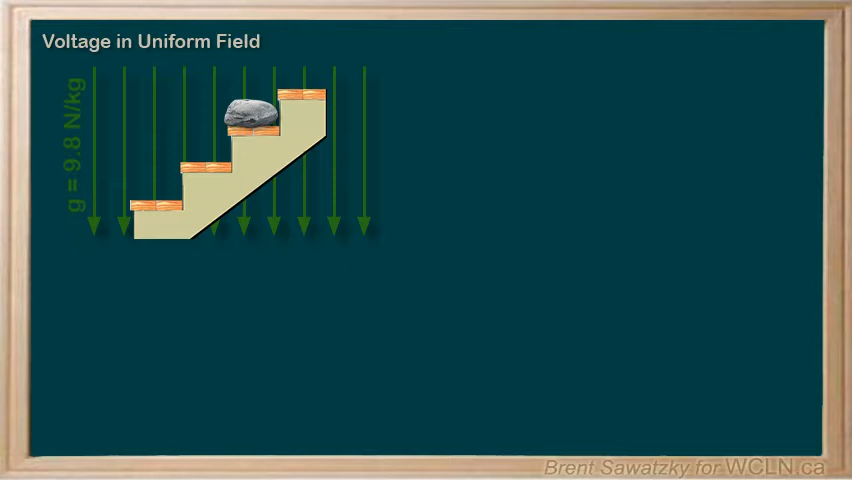 Voltage in Uniform Field
g = 9.8 N/kg
Brent Sawatzky for WCLN.ca